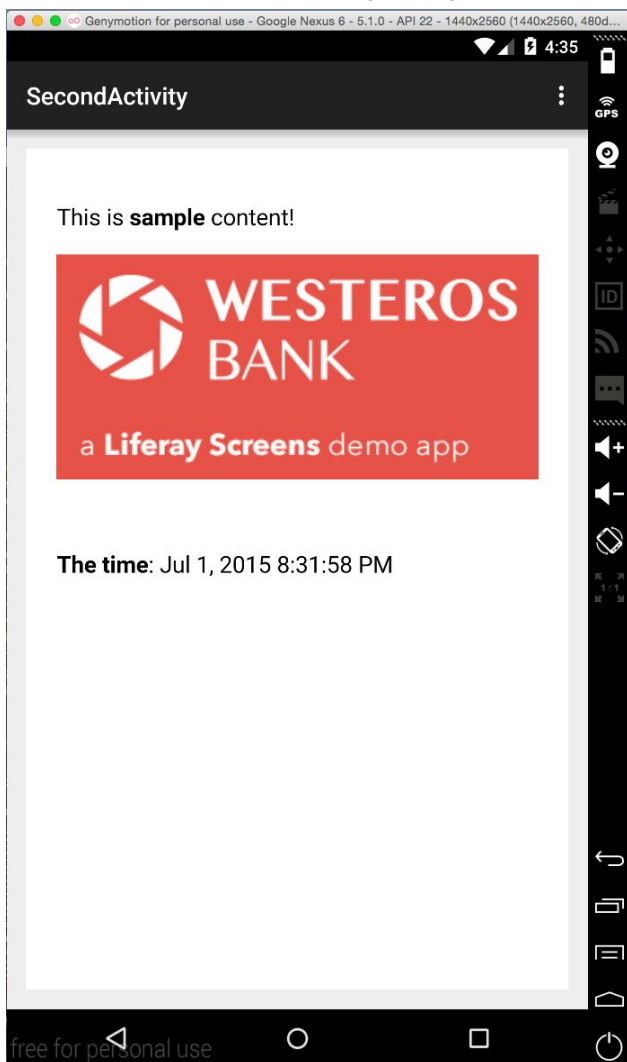 Genymotion for personal use - Google Nexus 6 - 5.1.0 - API 22 - 1440x2560 (1440x2560, 480d...
4:35
SecondActivity
GPS
This is sample content!
ID
WESTEROS
BANK
a Liferay Screens demo app
The time: Jul 1, 2015 8:31:58 PM
1:1
free for personal use